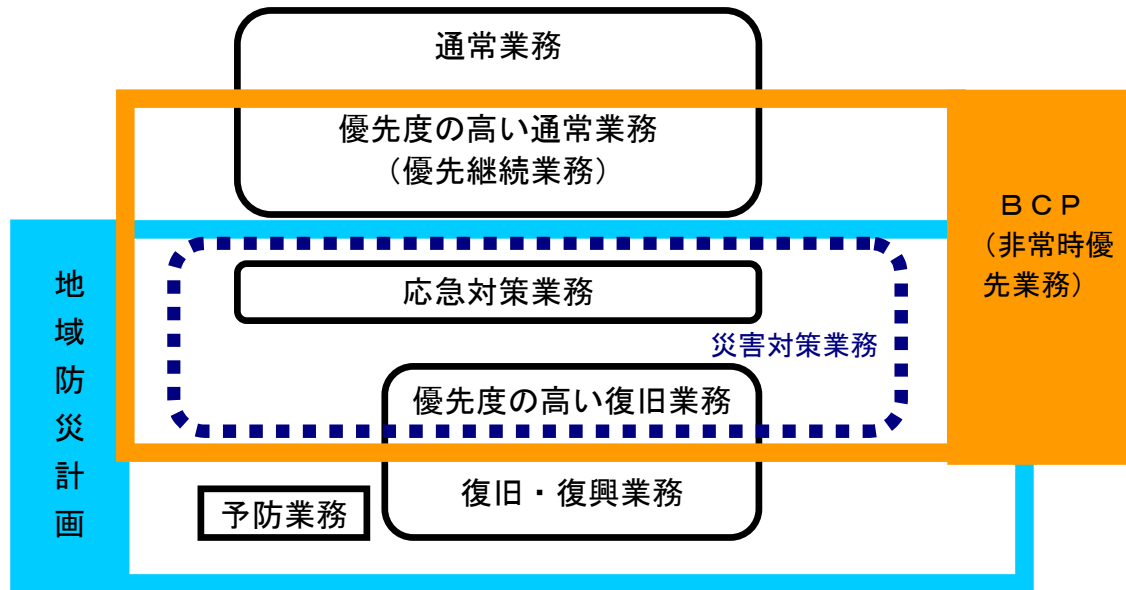 通常業務
優先度の高い通常業務
（優先継続業務）
ＢＣＰ
（非常時優
先業務）
地域防災計画
応急対策業務
災害対策業務
優先度の高い復旧業務
復旧・復興業務
予防業務